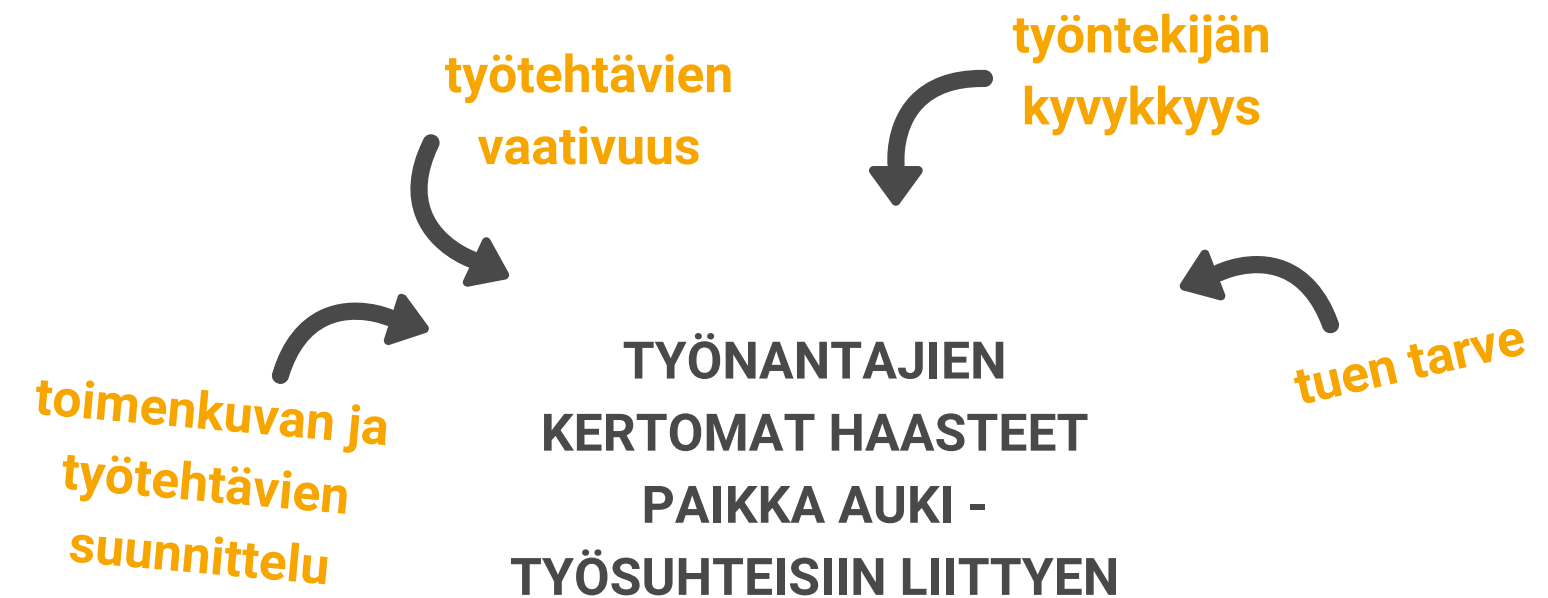 työtehtävien
vaativuus
työntekijän
kyvykkyys
toimenkuvan ja
työtehtävien
suunnittelu
tuen tarve
TYÖNANTAJIEN
KERTOMAT HAASTEET
PAIKKA AUKI -
TYÖSUHTEISIIN LIITTYEN